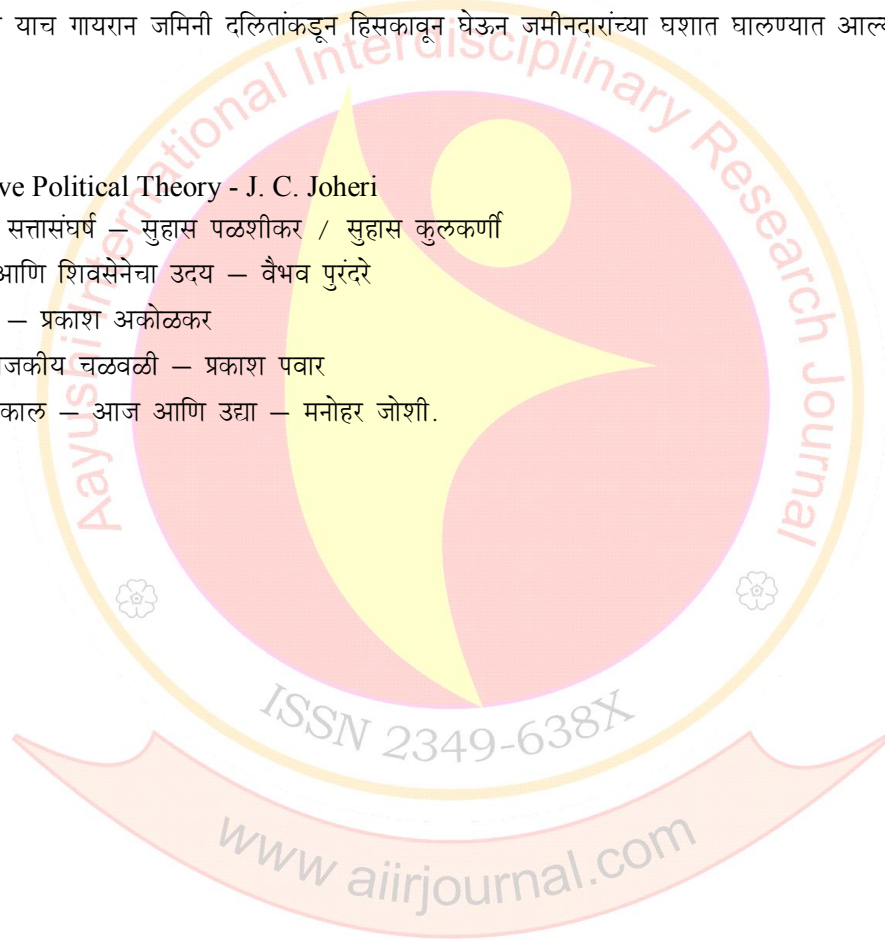 याच गायरान जमिनी दलितांकडून हिसकावून घेऊन जमीनदारांच्या घशात घालण्यात
ve Political Theory - J. C. Joheri
सत्तासंघर्ष – सुहास पळशीकर / सुहास कुलकर्णी
आणि शिवसेनेचा उदय – वैभव पुरंदरे
– प्रकाश अकोळकर
चळवळी – प्रकाश पवार
काल – आज आणि उद्या – मनोहर जोशी.
Aayushi International Interdisciplinary Research Journal
ISSN 2349-638X
www aiirjournal.com